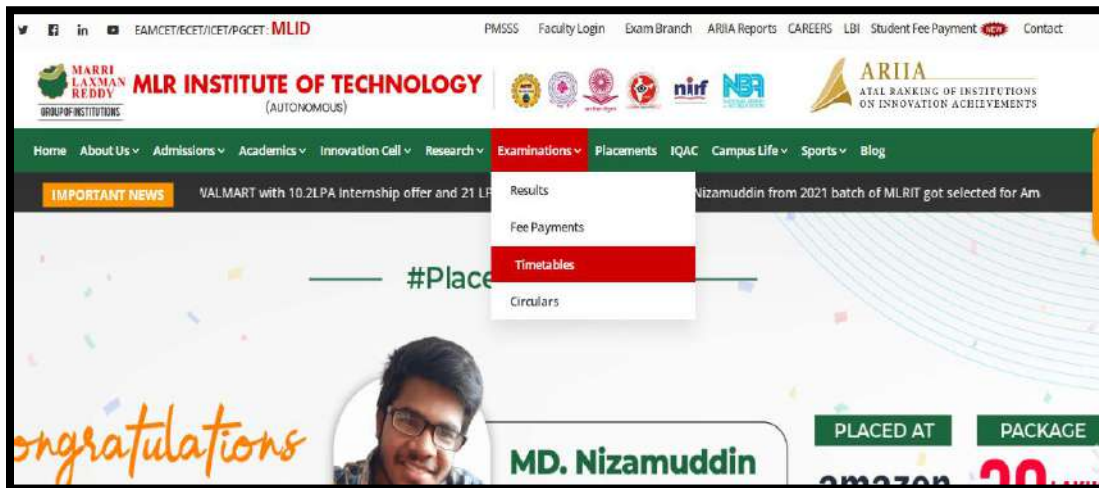 EAMCET/ECET/ICET/PGCET: MLID
PMSSS Faculty Login Exam Branch ARIIA Reports CAREERS LBI Student Fee Payment NEW Contact
MARRI
LAXMAN
REDDY
GROUP OF INSTITUTIONS
MLR INSTITUTE OF TECHNOLOGY
(AUTONOMOUS)
nirf
NBA
ARIIA
ATAL RANKING OF INSTITUTIONS
ON INNOVATION ACHIEVEMENTS
Home About Us Admissions Academics Innovation Cell Research Examinations Placements IQAC Campus Life Sports Blog
IMPORTANT NEWS
WALMART with 10.2LPA Internship offer and 21
Nizamuddin from 2021 batch of MLRIT got selected for Am
Results
Fee Payments
Timetables
Circulars
#Place
ongratulations
MD. Nizamuddin
PLACED AT
PACKAGE
amazon